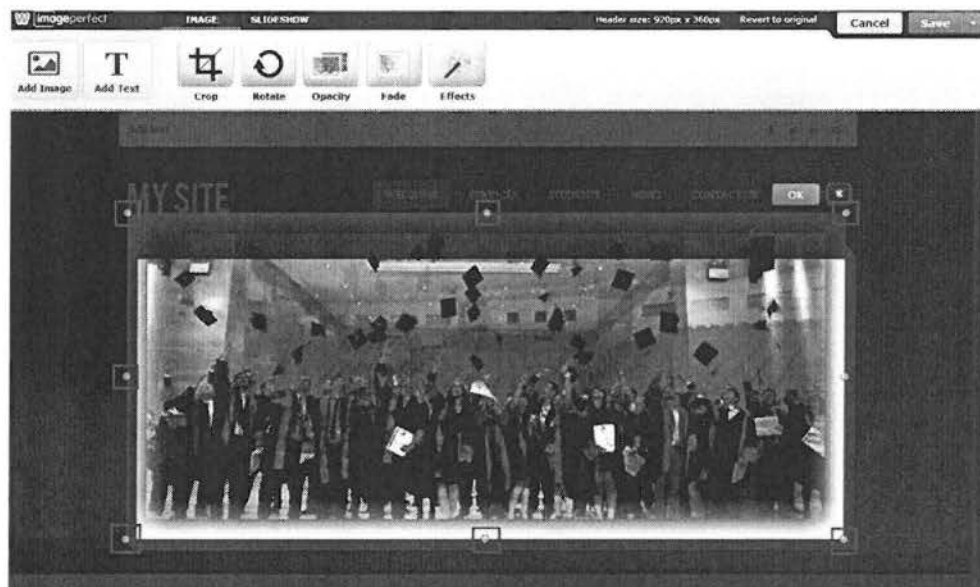 W imageperfect IMAGE SLIDESHOW Header size: 920px x 360px Revert to original Cancel Save
Add Image Add Text Crop Rotate Opacity Fade Effects
MY SITE OK